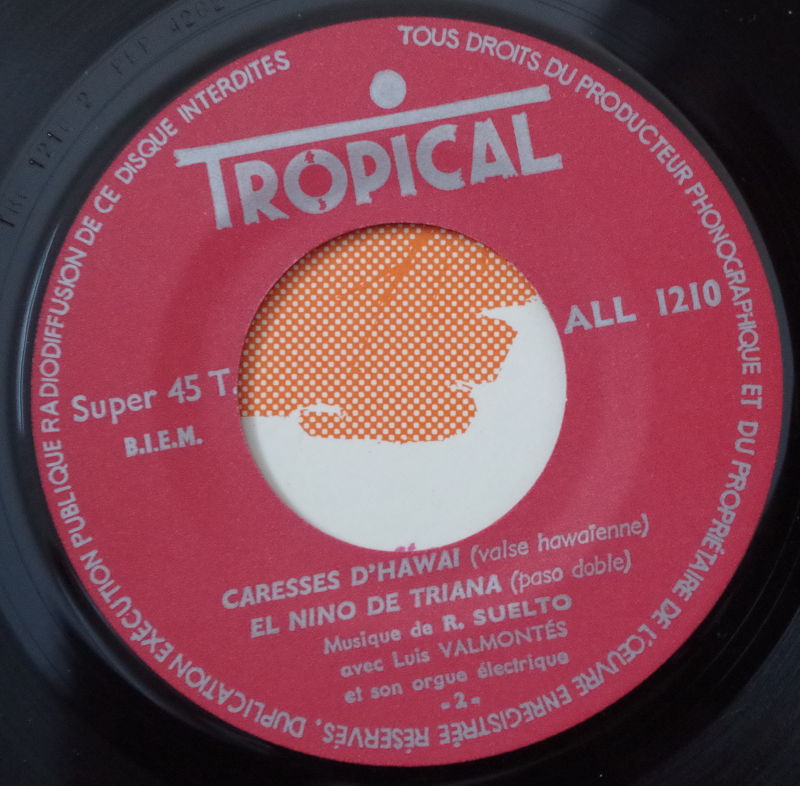 TOUS DROITS DU PRODUCTEUR PHONOGRAPHIQUE ET DU PROPRIÉTAIRE DE L'ŒUVRE ENREGISTRÉE RÉSERVÉS. DUPLICATION EXÉCUTION PUBLIQUE RADIODIFFUSION DE CE DISQUE INTERDITES
TROPICAL
ALL 1210
Super 45 T.
B.I.E.M.
CARESSES D'HAWAI (valse hawaïenne)
EL NINO DE TRIANA (paso doble)
Musique de R. SUELTO
avec Luis VALMONTÉS
et son orgue électrique
-2-